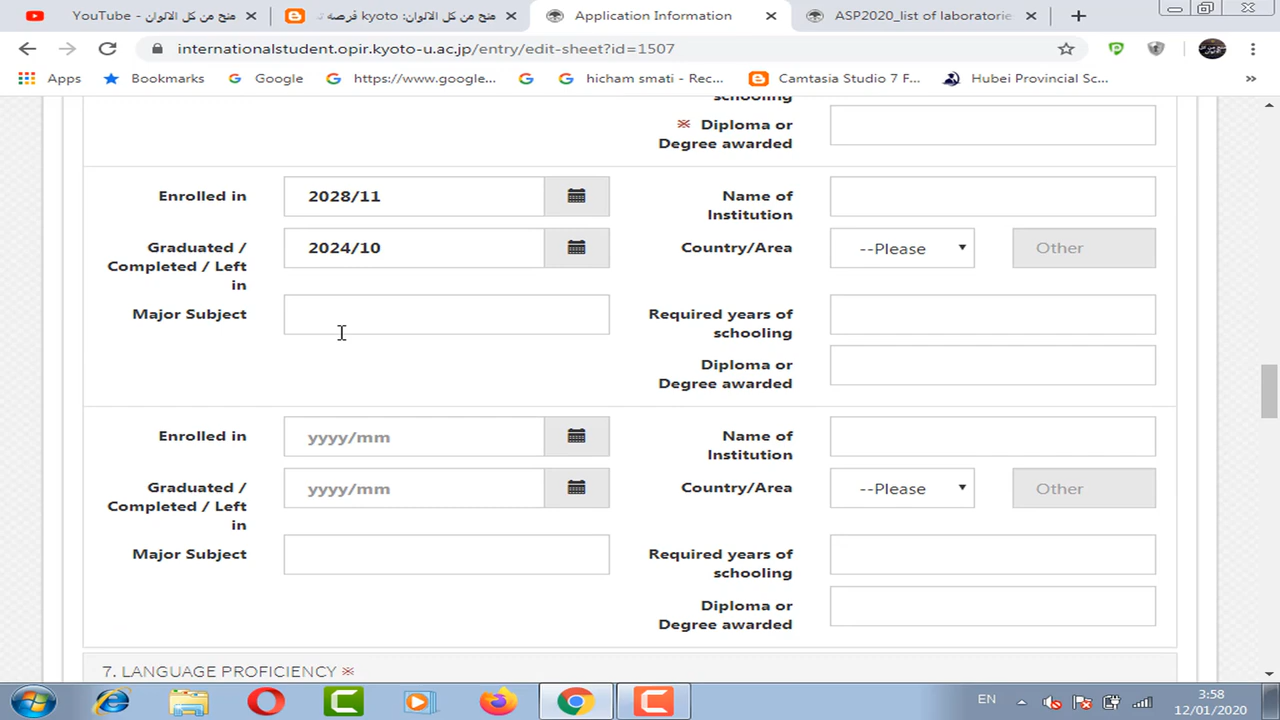 YouTube - منح من كل الالوان
منح من كل الالوان: kyoto فرصه
Application Information
ASP2020_list of laboratories
internationalstudent.opir.kyoto-u.ac.jp/entry/edit-sheet?id=1507
Apps Bookmarks Google https://www.google... hicham smati - Rec... Camtasia Studio 7 F... Hubei Provincial Sc... »
schooling
※ Diploma or
Degree awarded
Enrolled in 2028/11 Name of
Institution
Graduated / 2024/10 Country/Area --Please Other
Completed / Left
in
Major Subject Required years of
schooling
Diploma or
Degree awarded
Enrolled in yyyy/mm Name of
Institution
Graduated / yyyy/mm Country/Area --Please Other
Completed / Left
in
Major Subject Required years of
schooling
Diploma or
Degree awarded
7. LANGUAGE PROFICIENCY ※
EN 3:58
12/01/2020